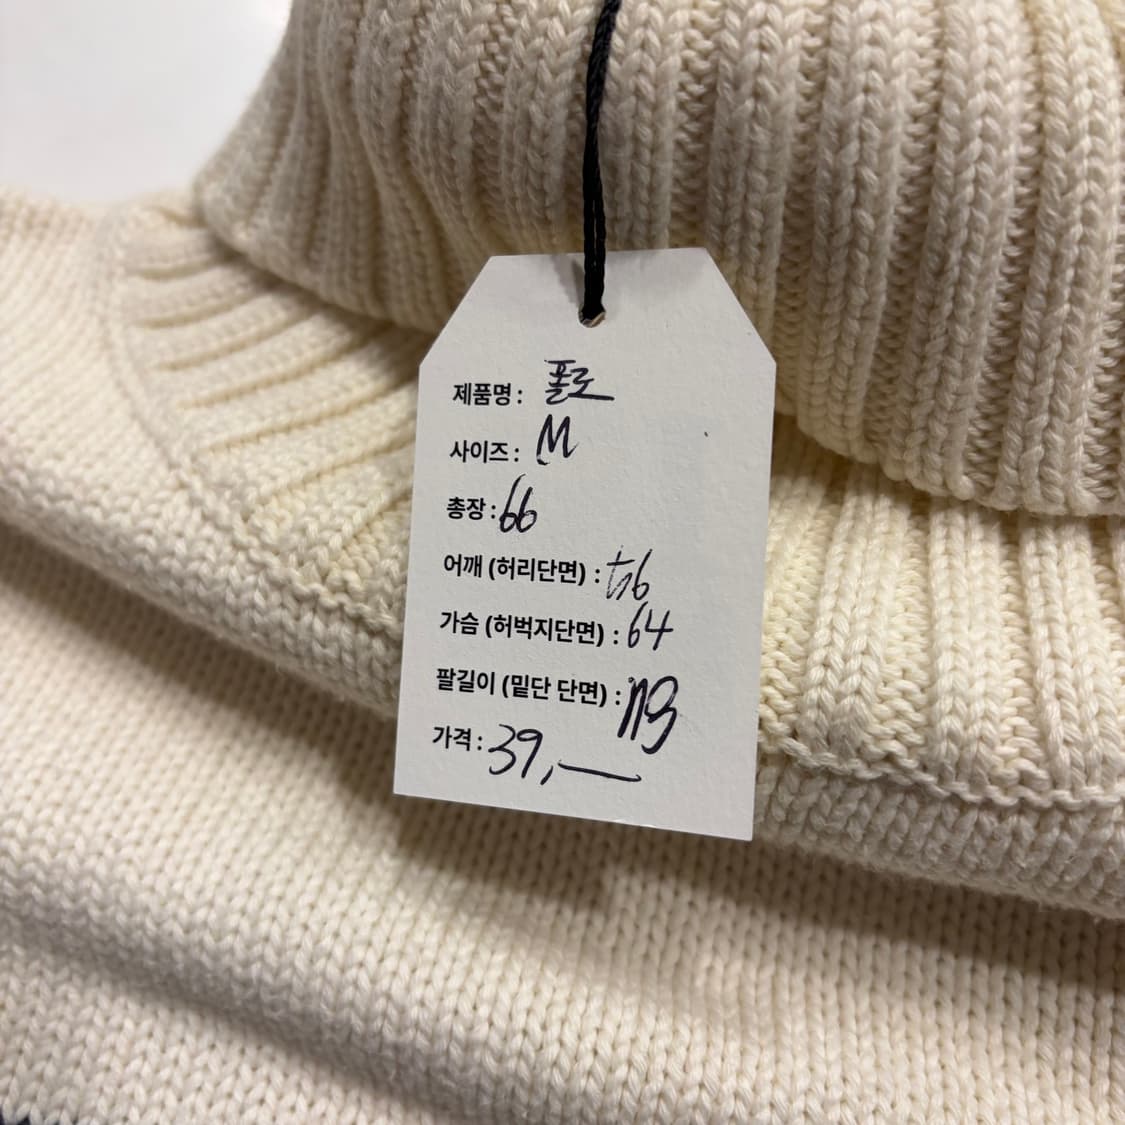 제품명 : 폴로
사이즈 : M
총장 : 66
어깨 (허리단면) : 56
가슴 (허벅지단면) : 64
팔길이 (밑단 단면) :
가격 : 39,—